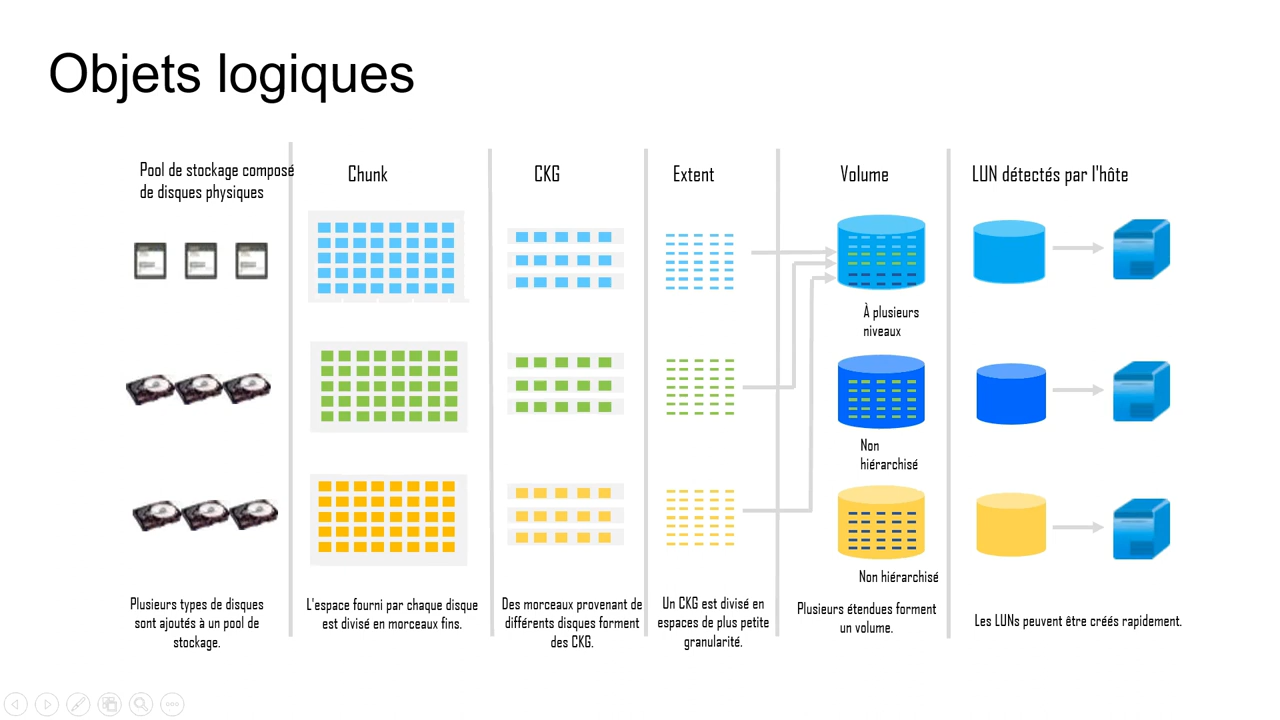 Objets logiques
Pool de stockage composé
de disques physiques
Chunk
CKG
Extent
Volume
LUN détectés par l'hôte
À plusieurs
niveaux
Non
hiérarchisé
Non hiérarchisé
Plusieurs types de disques
sont ajoutés à un pool de
stockage.
L'espace fourni par chaque disque
est divisé en morceaux fins.
Des morceaux provenant de
différents disques forment
des CKG.
Un CKG est divisé en
espaces de plus petite
granularité.
Plusieurs étendues forment
un volume.
Les LUNs peuvent être créés rapidement.